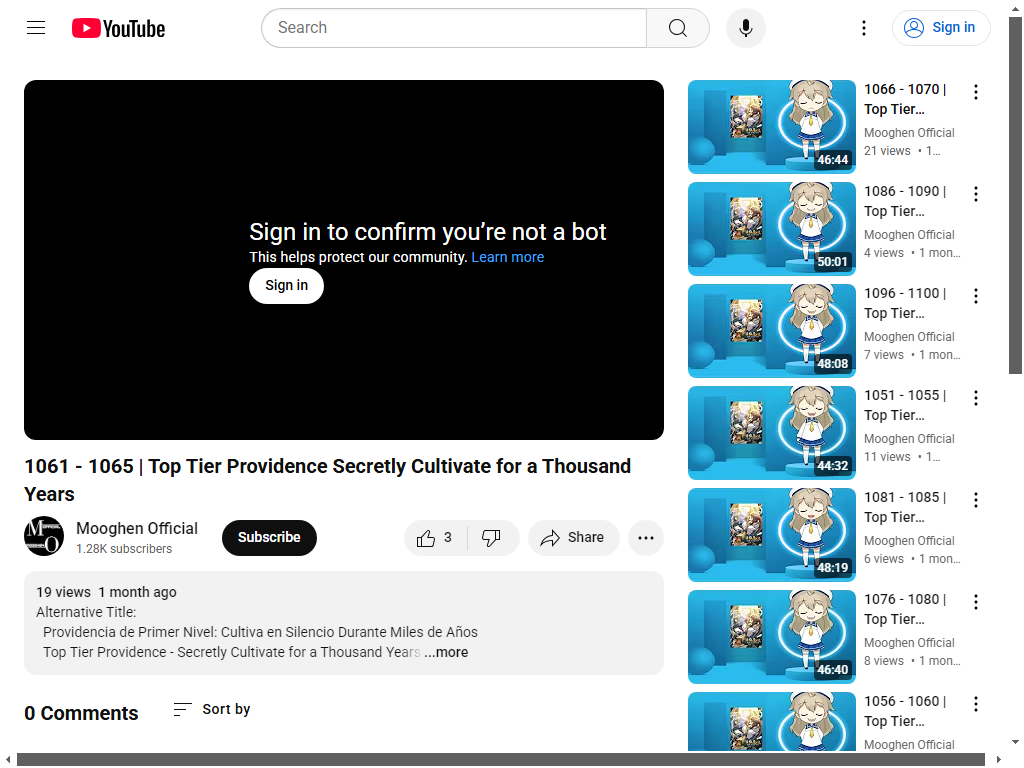 YouTube
Search
Sign in
Sign in to confirm you’re not a bot
This helps protect our community. Learn more
Sign in
1061 - 1065 | Top Tier Providence Secretly Cultivate for a Thousand
Years
Mooghen Official
1.28K subscribers
Subscribe
3
Share
19 views 1 month ago
Alternative Title:
Providencia de Primer Nivel: Cultiva en Silencio Durante Miles de Años
Top Tier Providence - Secretly Cultivate for a Thousand Years ...more
0 Comments
Sort by
46:44
1066 - 1070 |
Top Tier...
Mooghen Official
21 views • 1...
50:01
1086 - 1090 |
Top Tier...
Mooghen Official
4 views • 1 mon...
48:08
1096 - 1100 |
Top Tier...
Mooghen Official
7 views • 1 mon...
44:32
1051 - 1055 |
Top Tier...
Mooghen Official
11 views • 1...
48:19
1081 - 1085 |
Top Tier...
Mooghen Official
6 views • 1 mon...
46:40
1076 - 1080 |
Top Tier...
Mooghen Official
8 views • 1 mon...
1056 - 1060 |
Top Tier...
Mooghen Official